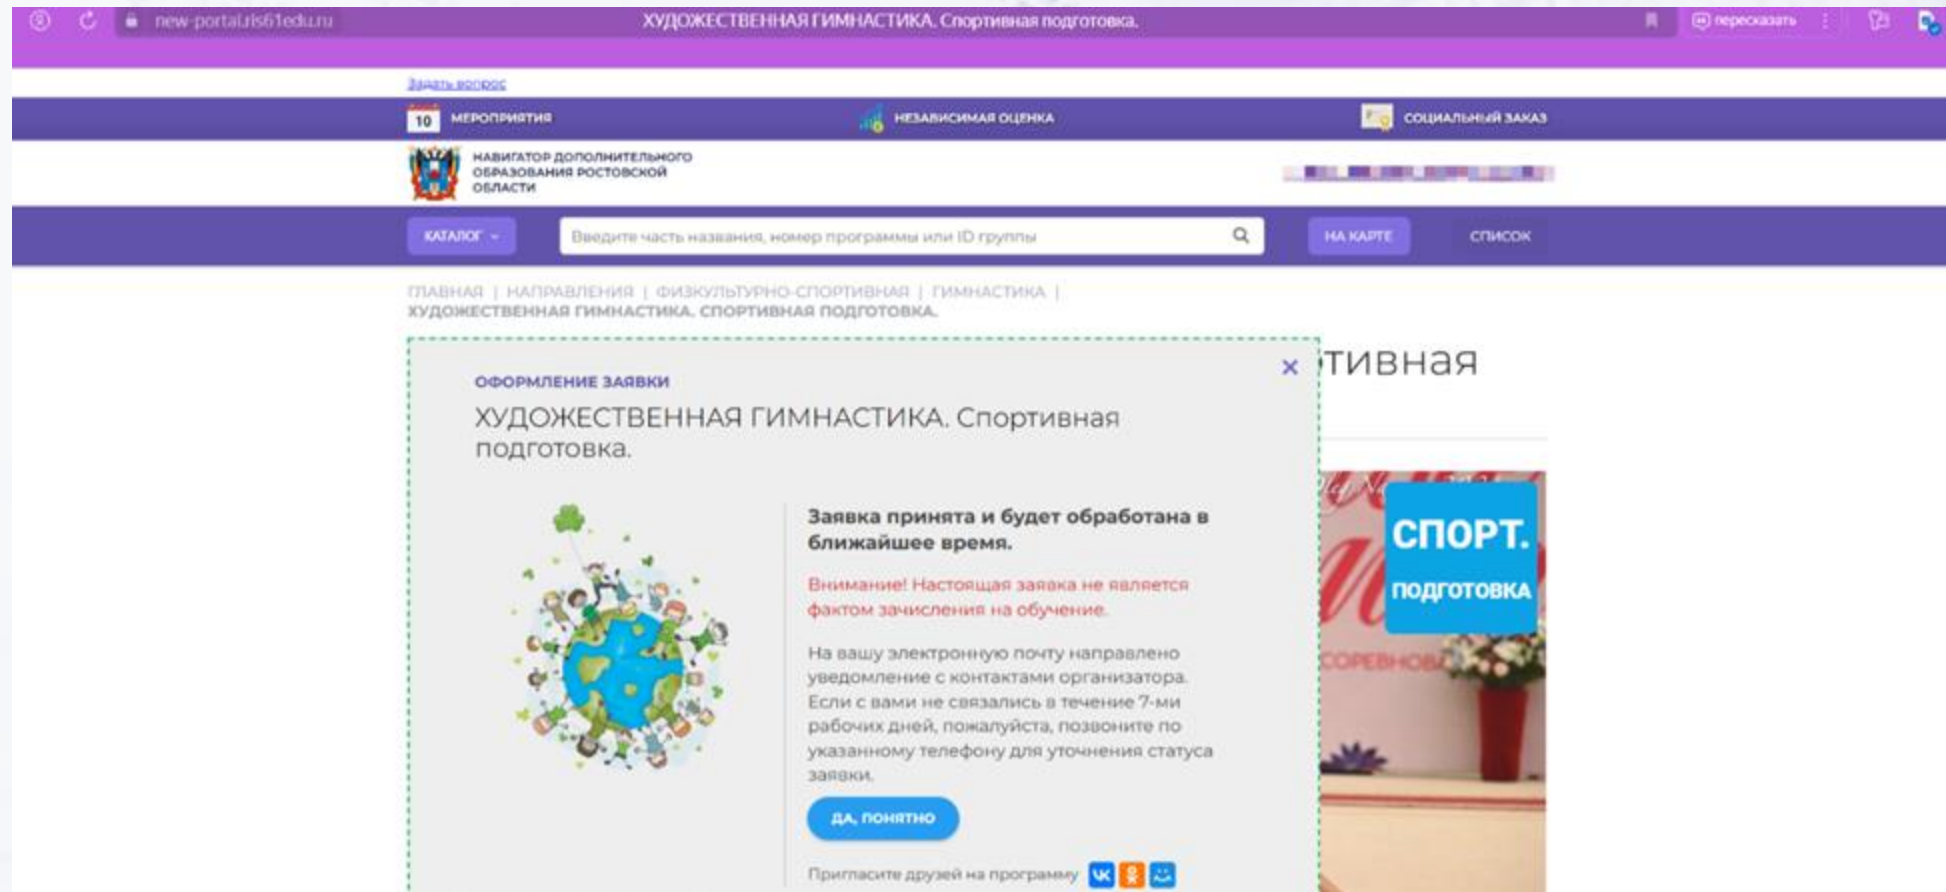 new-portal.ris61edu.ru
ХУДОЖЕСТВЕННАЯ ГИМНАСТИКА. Спортивная подготовка.
пересказать
Задать вопрос
10 МЕРОПРИЯТИЯ
НЕЗАВИСИМАЯ ОЦЕНКА
СОЦИАЛЬНЫЙ ЗАКАЗ
НАВИГАТОР ДОПОЛНИТЕЛЬНОГО
ОБРАЗОВАНИЯ РОСТОВСКОЙ
ОБЛАСТИ
КАТАЛОГ
Введите часть названия, номер программы или ID группы
НА КАРТЕ
СПИСОК
ГЛАВНАЯ | НАПРАВЛЕНИЯ | ФИЗКУЛЬТУРНО-СПОРТИВНАЯ | ГИМНАСТИКА |
ХУДОЖЕСТВЕННАЯ ГИМНАСТИКА. СПОРТИВНАЯ ПОДГОТОВКА.
тивная
ОФОРМЛЕНИЕ ЗАЯВКИ
ХУДОЖЕСТВЕННАЯ ГИМНАСТИКА. Спортивная
подготовка.
Заявка принята и будет обработана в
ближайшее время.
Внимание! Настоящая заявка не является
фактом зачисления на обучение.
На вашу электронную почту направлено
уведомление с контактами организатора.
Если с вами не связались в течение 7-ми
рабочих дней, пожалуйста, позвоните по
указанному телефону для уточнения статуса
заявки.
ДА, ПОНЯТНО
Пригласите друзей на программу
СПОРТ.
ПОДГОТОВКА
СОРЕВНОВ